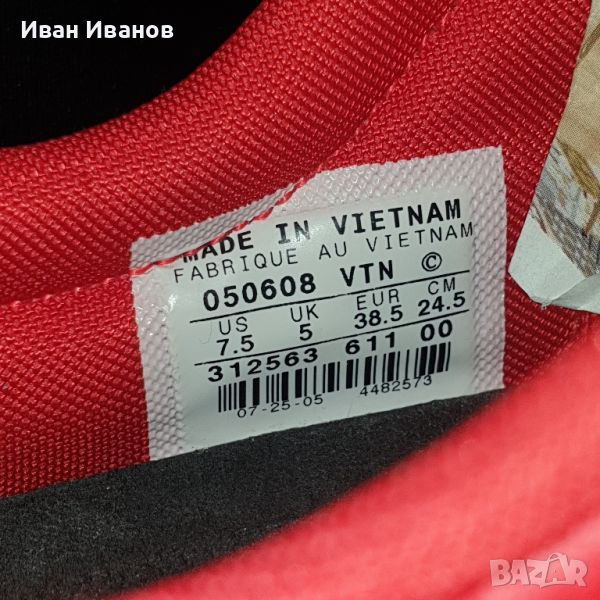 Иван Иванов
MADE IN VIETNAM
FABRIQUE AU VIETNAM
050608 VTN ©
US UK EUR CM
7.5 5 38.5 24.5
312563 611 00
07-25-05 4482573
BAZAR